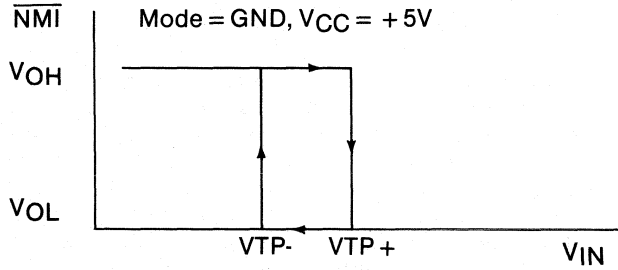 NMI Mode = GND, VCC = + 5V
VOH
VOL
VTP- VTP +
VIN